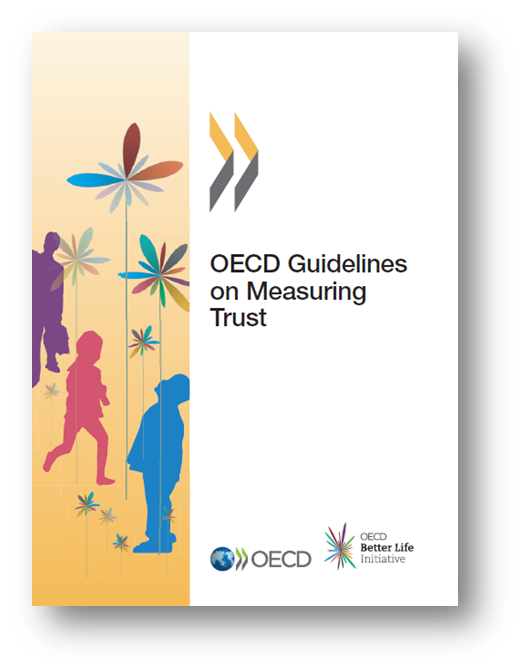 OECD Guidelines
on Measuring
Trust
OECD
OECD
Better Life
Initiative